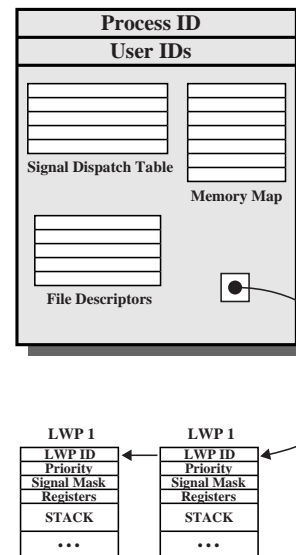 Process ID
User IDs
Signal Dispatch Table
Memory Map
File Descriptors
LWP 1 LWP 1
LWP ID LWP ID
Priority Priority
Signal Mask Signal Mask
Registers Registers
STACK STACK
... ...